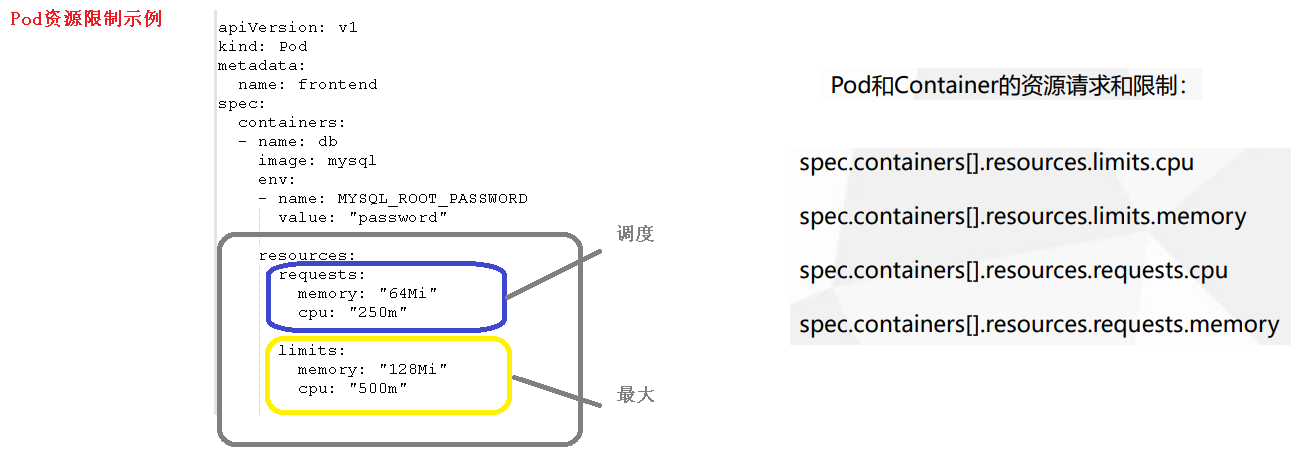 Pod资源限制示例
apiVersion: v1
kind: Pod
metadata:
  name: frontend
spec:
  containers:
  - name: db
    image: mysql
    env:
    - name: MYSQL_ROOT_PASSWORD
      value: "password"
    resources:
      requests:
        memory: "64Mi"
        cpu: "250m"
      limits:
        memory: "128Mi"
        cpu: "500m"
调度
最大
Pod和Container的资源请求和限制：
spec.containers[].resources.limits.cpu
spec.containers[].resources.limits.memory
spec.containers[].resources.requests.cpu
spec.containers[].resources.requests.memory